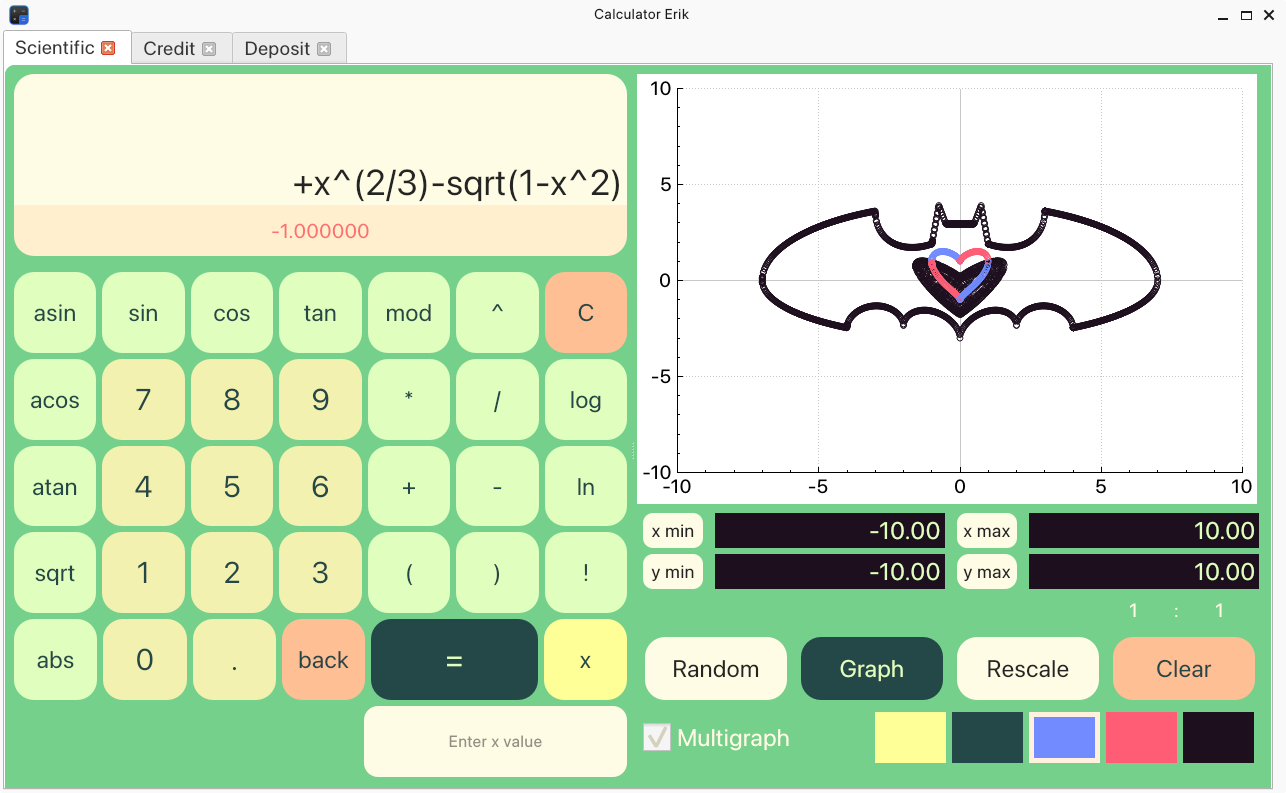 Calculator Erik
Scientific Credit Deposit
+x^(2/3)-sqrt(1-x^2)
-1.000000
asin sin cos tan mod ^ C
acos 7 8 9 * / log
atan 4 5 6 + - ln
sqrt 1 2 3 ( ) !
abs 0 . back = x
Enter x value
10
5
0
-5
-10
-10 -5 0 5 10
x min -10.00 x max 10.00
y min -10.00 y max 10.00
1 : 1
Random Graph Rescale Clear
Multigraph